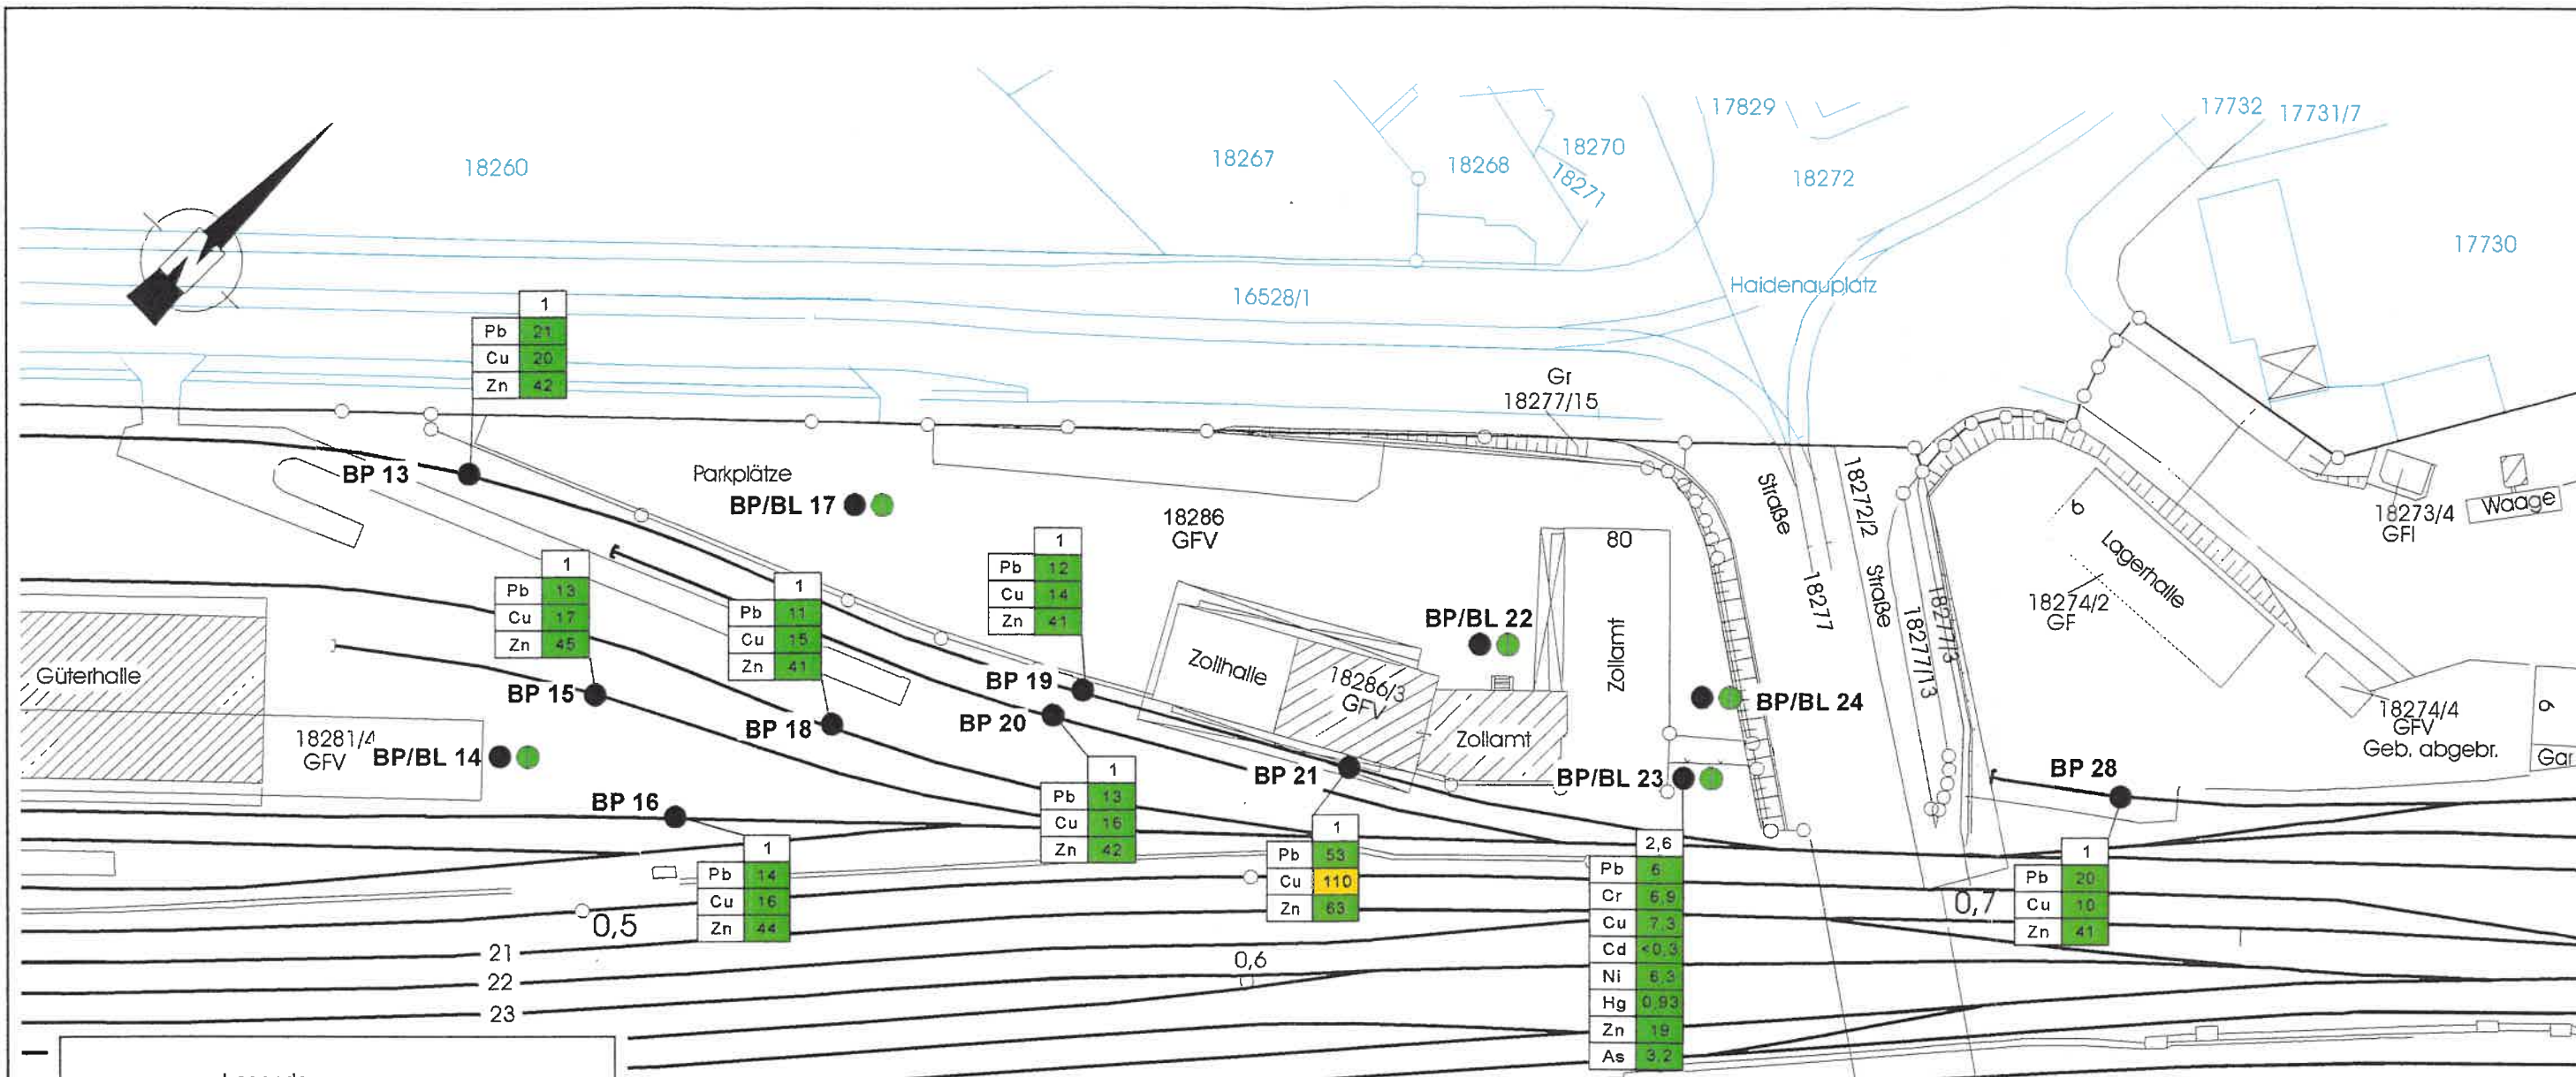 17829
17732
17731/7
18260
18267
18268
18270
18271
18272
17730
16528/1
Haidenauplatz
1
Pb 21
Cu 20
Zn 42
Gr
18277/15
BP 13
Parkplätze
BP/BL 17
18286
GFV
80
Straße
18272/2
Straße
18277
18277/13
18277/3
6
Lagerhalle
18274/2
GF
18273/4
GFI
Waage
1
Pb 13
Cu 17
Zn 45
1
Pb 11
Cu 15
Zn 41
1
Pb 12
Cu 14
Zn 41
BP/BL 22
Zollhalle
18286/3
GFV
Zollamt
Zollamt
Güterhalle
BP 15
BP 18
BP 19
BP 20
BP/BL 24
18281/4
GFV
BP/BL 14
BP 21
BP/BL 23
BP 28
18274/4
GFV
Geb. abgebr.
6
Gar
BP 16
1
Pb 14
Cu 16
Zn 44
1
Pb 13
Cu 16
Zn 42
1
Pb 53
Cu 110
Zn 63
2,6
Pb 6
Cr 6,9
Cu 7,3
Cd <0,3
Ni 6,3
Hg 0,93
Zn 19
As 3,2
1
Pb 20
Cu 10
Zn 41
0,5
0,6
0,7
21
22
23